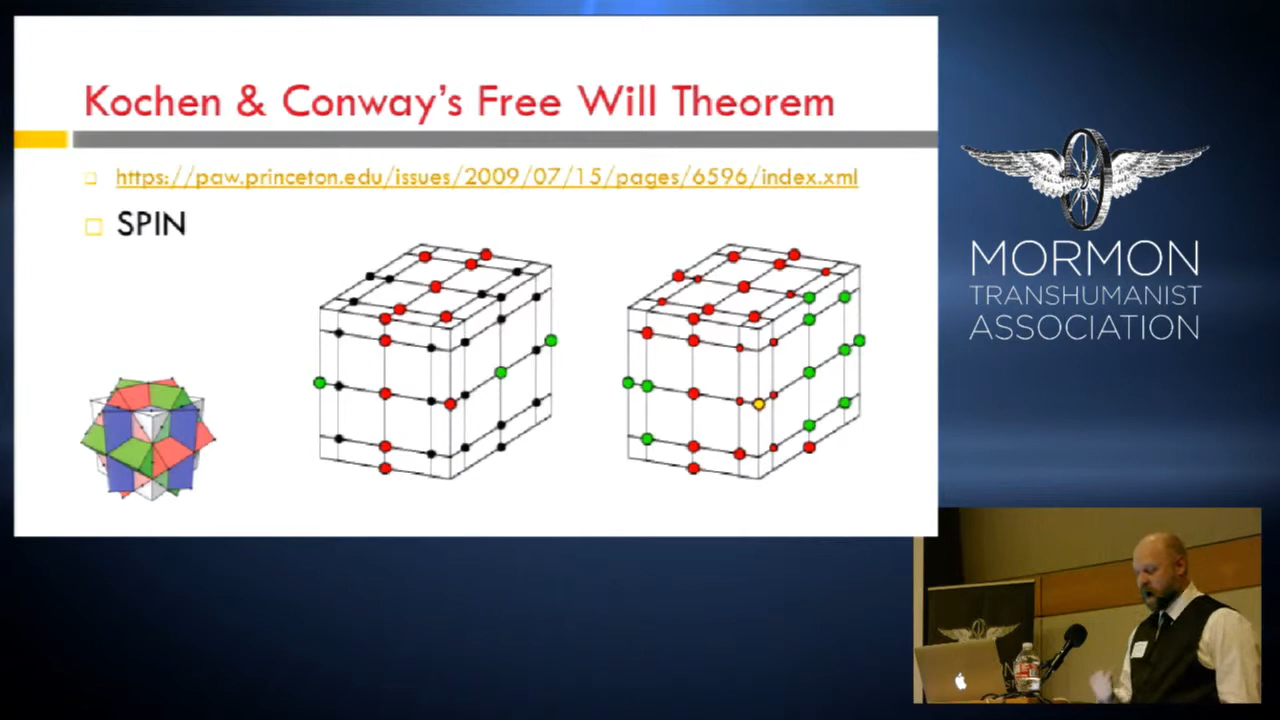 Kochen & Conway's Free Will Theorem
https://paw.princeton.edu/issues/2009/07/15/pages/6596/index.xml
SPIN
MORMON
TRANSHUMANIST
ASSOCIATION